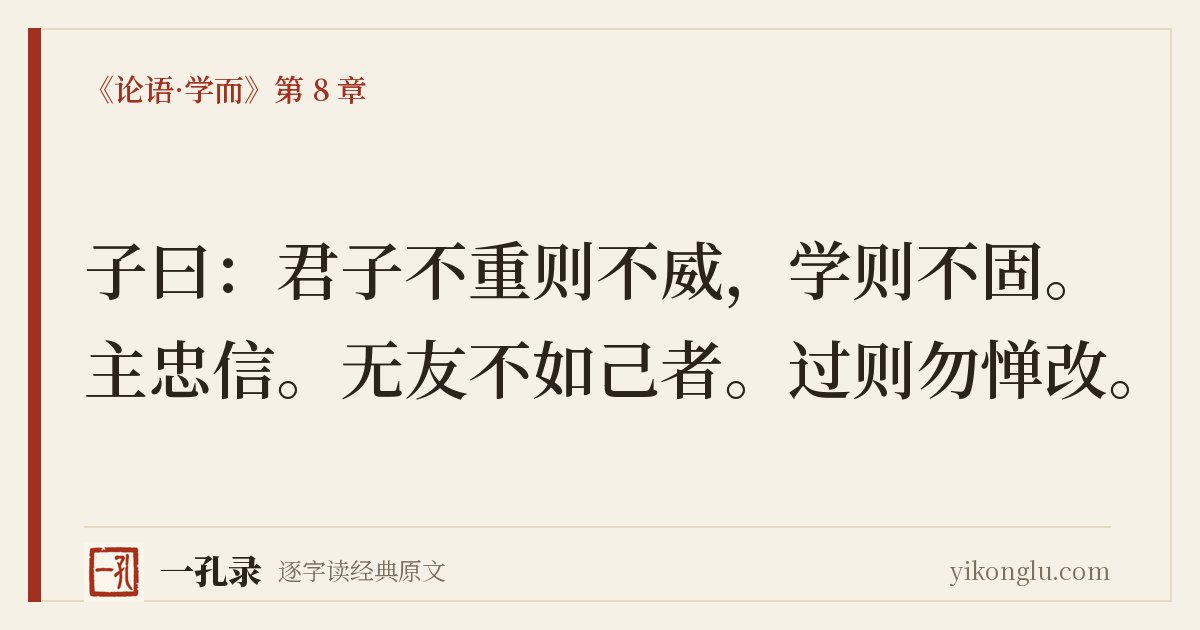 《论语·学而》第 8 章
子曰：君子不重则不威，学则不固。
主忠信。无友不如己者。过则勿惮改。
一孔
一孔录 逐字读经典原文
yikonglu.com